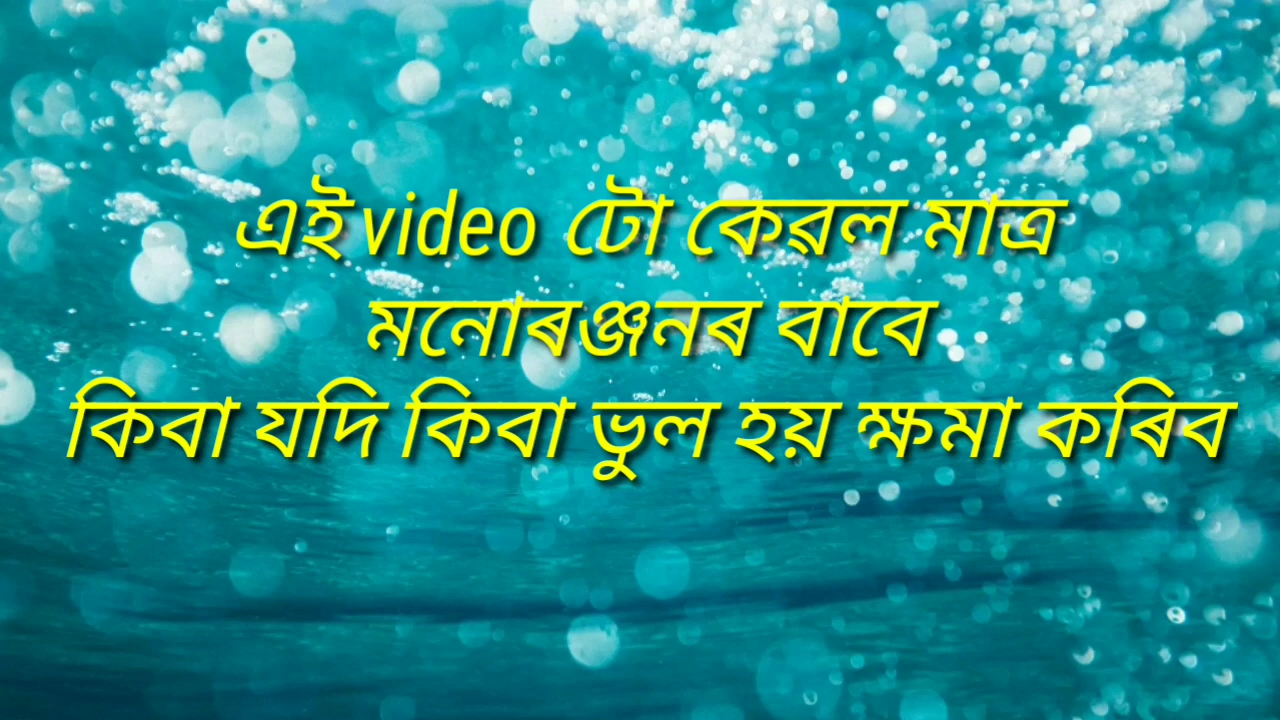 এই video টো কেৱল মাত্ৰ
মনোৰঞ্জনৰ বাবে
কিবা যদি কিবা ভুল হয় ক্ষমা কৰিব